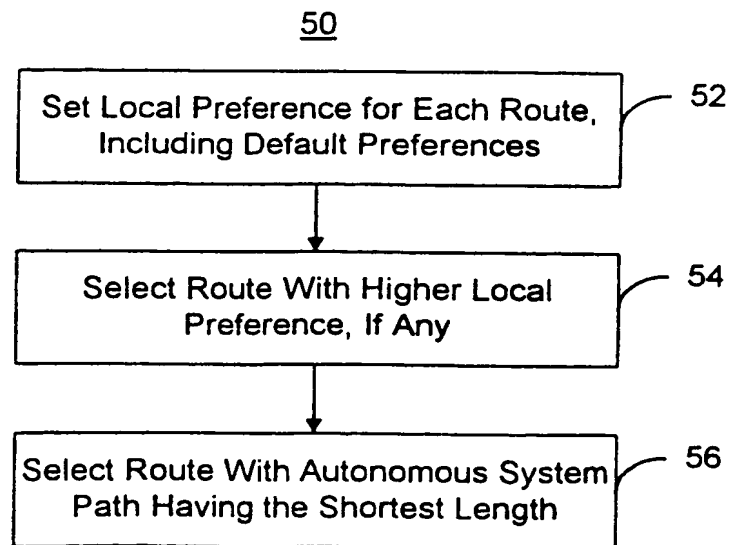 50
Set Local Preference for Each Route,
Including Default Preferences
52
Select Route With Higher Local
Preference, If Any
54
Select Route With Autonomous System
Path Having the Shortest Length
56